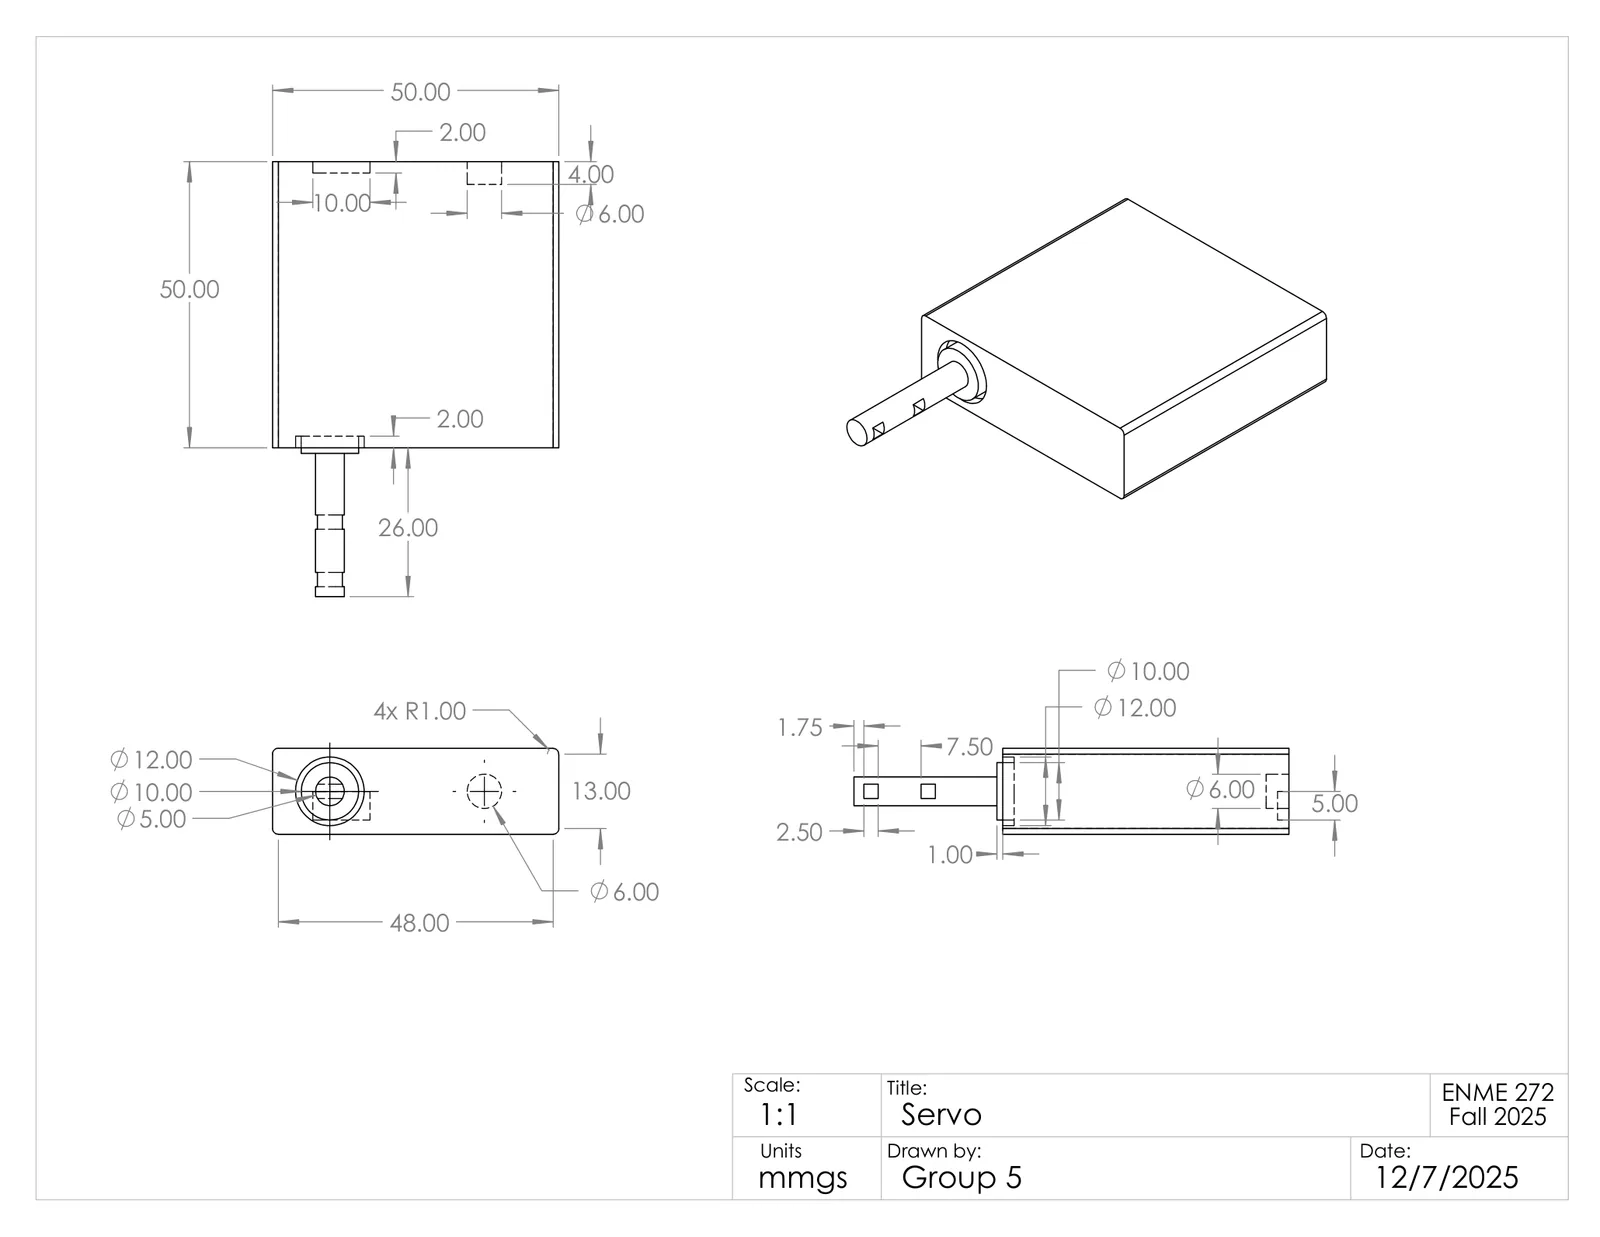 50.00
2.00
4.00
10.00
∅6.00
50.00
2.00
26.00
4x R1.00
∅12.00
∅10.00
∅5.00
13.00
∅6.00
48.00
∅10.00
∅12.00
1.75
7.50
∅6.00
5.00
2.50
1.00
Scale:
1:1
Title:
Servo
ENME 272
Fall 2025
Units
mmgs
Drawn by:
Group 5
Date:
12/7/2025